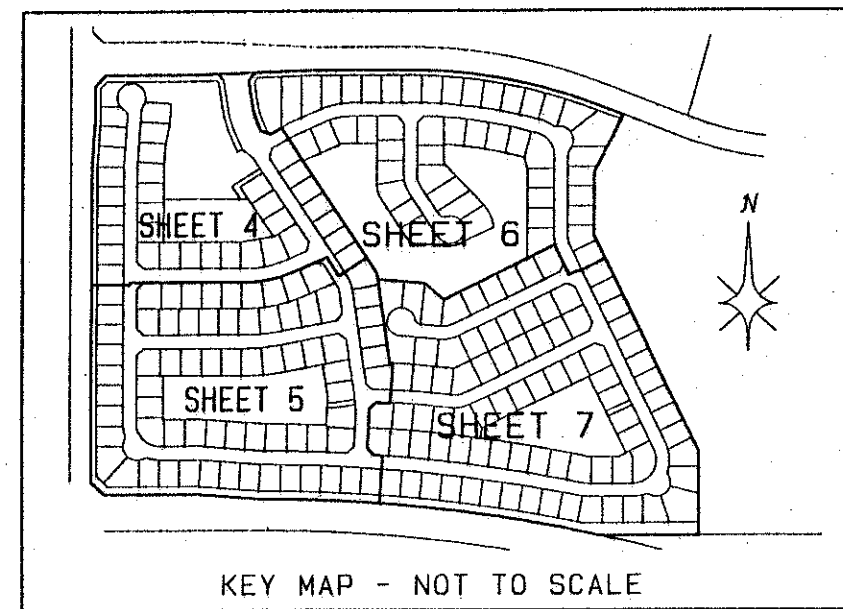 N
SHEET 4
SHEET 6
SHEET 5
SHEET 7
KEY MAP - NOT TO SCALE